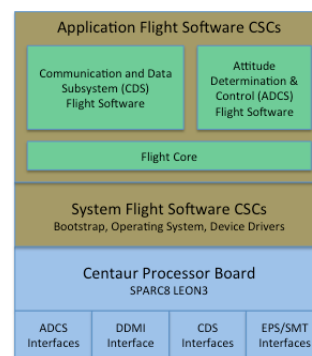 Application Flight Software CSCs
Communication and Data
Subsystem (CDS)
Flight Software
Attitude
Determination &
Control (ADCS)
Flight Software
Flight Core
System Flight Software CSCs
Bootstrap, Operating System, Device Drivers
Centaur Processor Board
SPARC8 LEON3
ADCS
Interfaces
DDMI
Interface
CDS
Interfaces
EPS/SMT
Interfaces